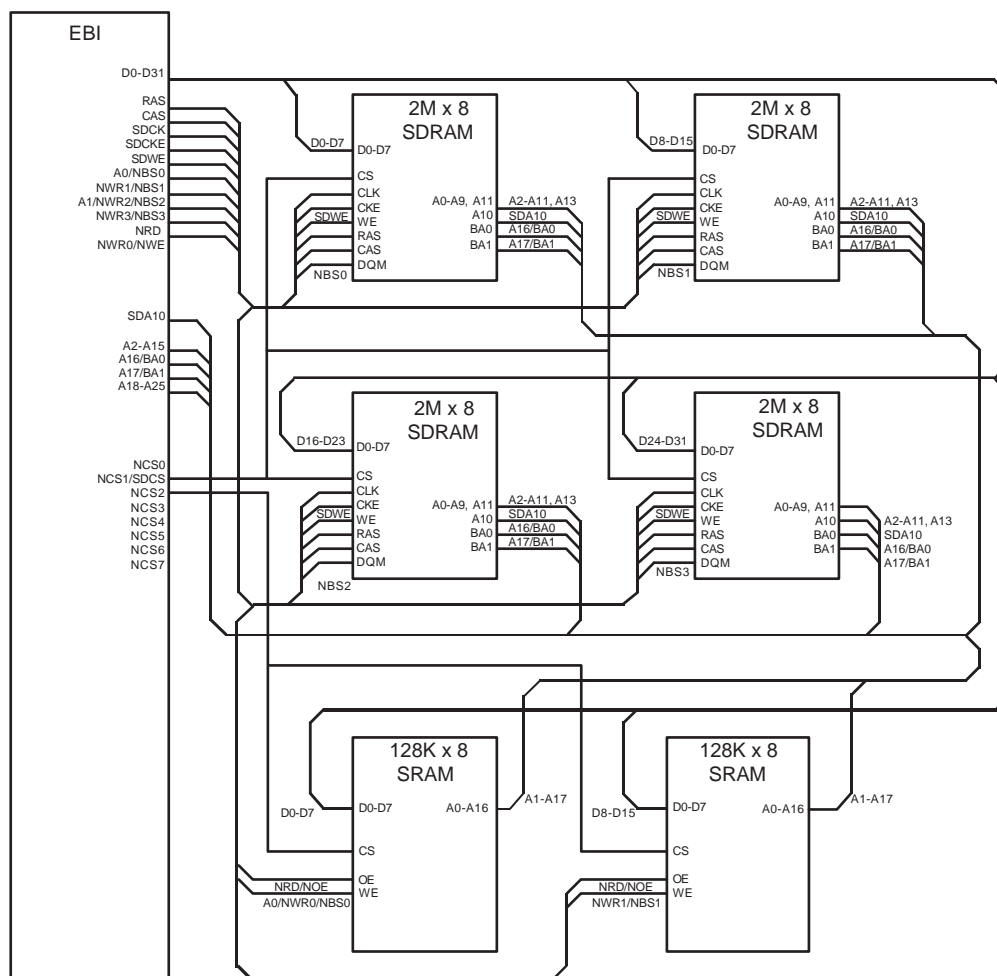 EBI
D0-D31
RAS
CAS
SDCK
SDCKE
SDWE
A0/NBS0
NWR1/NBS1
A1/NWR2/NBS2
NWR3/NBS3
NRD
NWR0/NWE
SDA10
A2-A15
A16/BA0
A17/BA1
A18-A25
NCS0
NCS1/SDCS
NCS2
NCS3
NCS4
NCS5
NCS6
NCS7
2M x 8
SDRAM
D0-D7
D0-D7
CS
CLK
CKE
SDWE
WE
RAS
CAS
DQM
NBS0
A0-A9, A11
A10
BA0
BA1
A2-A11, A13
SDA10
A16/BA0
A17/BA1
2M x 8
SDRAM
D8-D15
D0-D7
CS
CLK
CKE
SDWE
WE
RAS
CAS
DQM
NBS1
A0-A9, A11
A10
BA0
BA1
A2-A11, A13
SDA10
A16/BA0
A17/BA1
2M x 8
SDRAM
D16-D23
D0-D7
CS
CLK
CKE
SDWE
WE
RAS
CAS
DQM
NBS2
A0-A9, A11
A10
BA0
BA1
A2-A11, A13
SDA10
A16/BA0
A17/BA1
2M x 8
SDRAM
D24-D31
D0-D7
CS
CLK
CKE
SDWE
WE
RAS
CAS
DQM
NBS3
A0-A9, A11
A10
BA0
BA1
A2-A11, A13
SDA10
A16/BA0
A17/BA1
128K x 8
SRAM
D0-D7
D0-D7
A0-A16
A1-A17
CS
OE
NRD/NOE
WE
A0/NWR0/NBS0
128K x 8
SRAM
D8-D15
D0-D7
A0-A16
A1-A17
CS
OE
NRD/NOE
WE
NWR1/NBS1